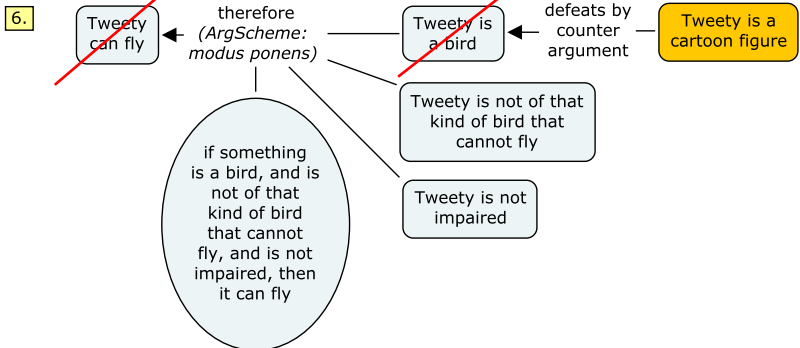 6.
Tweety
can fly
therefore
(ArgScheme:
modus ponens)
Tweety is
a bird
defeats by
counter
argument
Tweety is a
cartoon figure
Tweety is not of that
kind of bird that
cannot fly
Tweety is not
impaired
if something
is a bird, and is
not of that
kind of bird
that cannot
fly, and is not
impaired, then
it can fly